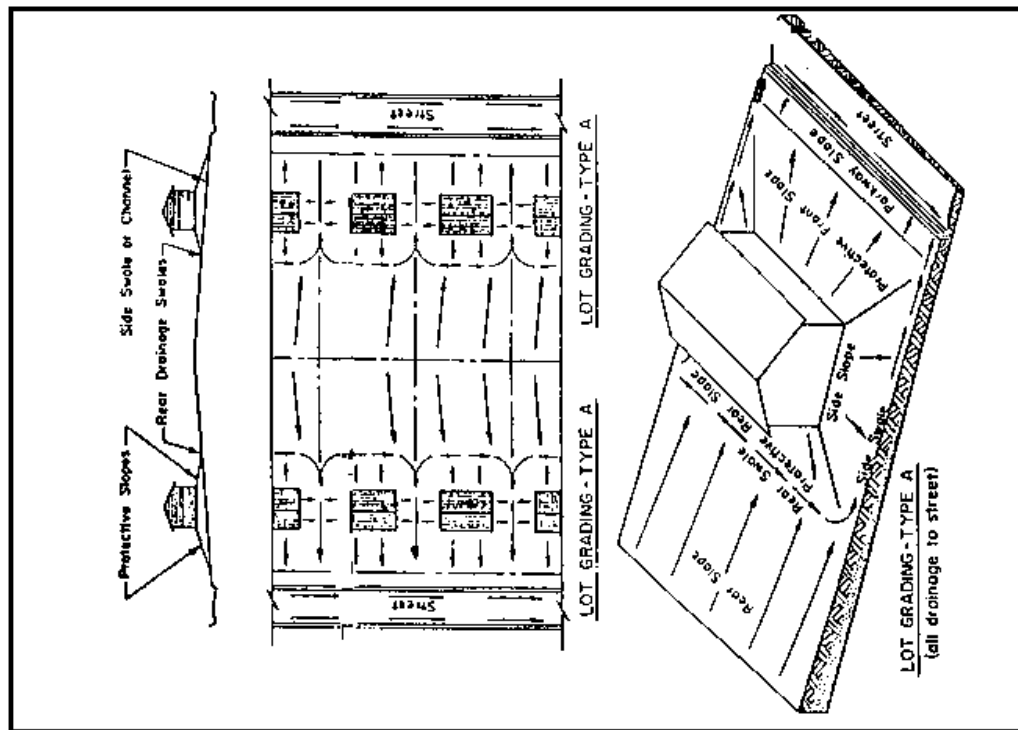 Protective Slopes
Rear Drainage Swales
Side Swale or Channel
Street
Street
LOT GRADING - TYPE A
LOT GRADING - TYPE A
Street
Parkway Slope
Protective Front
Slope
Side Slope
Protective Rear Slope
Rear Swale
Side Swale
Rear Slope
LOT GRADING - TYPE A
(all drainage to street)